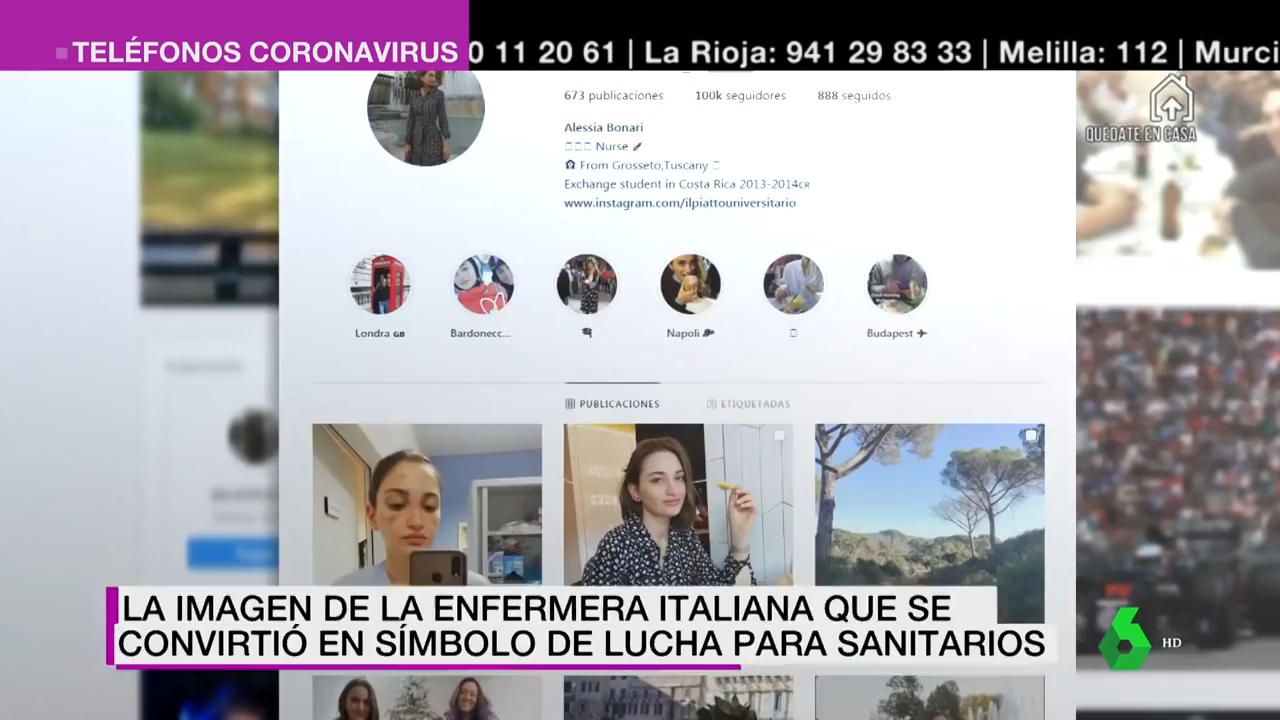 TELÉFONOS CORONAVIRUS
0 11 20 61 | La Rioja: 941 29 83 33 | Melilla: 112 | Murci
QUÉDATE EN CASA
673 publicaciones 100k seguidores 888 seguidos
Alessia Bonari
Nurse
From Grosseto,Tuscany
Exchange student in Costa Rica 2013-2014CR
www.instagram.com/ilpiattouniversitario
Londra GB Bardonecc... Napoli Budapest
PUBLICACIONES ETIQUETADAS
LA IMAGEN DE LA ENFERMERA ITALIANA QUE SE
CONVIRTIÓ EN SÍMBOLO DE LUCHA PARA SANITARIOS
6 HD